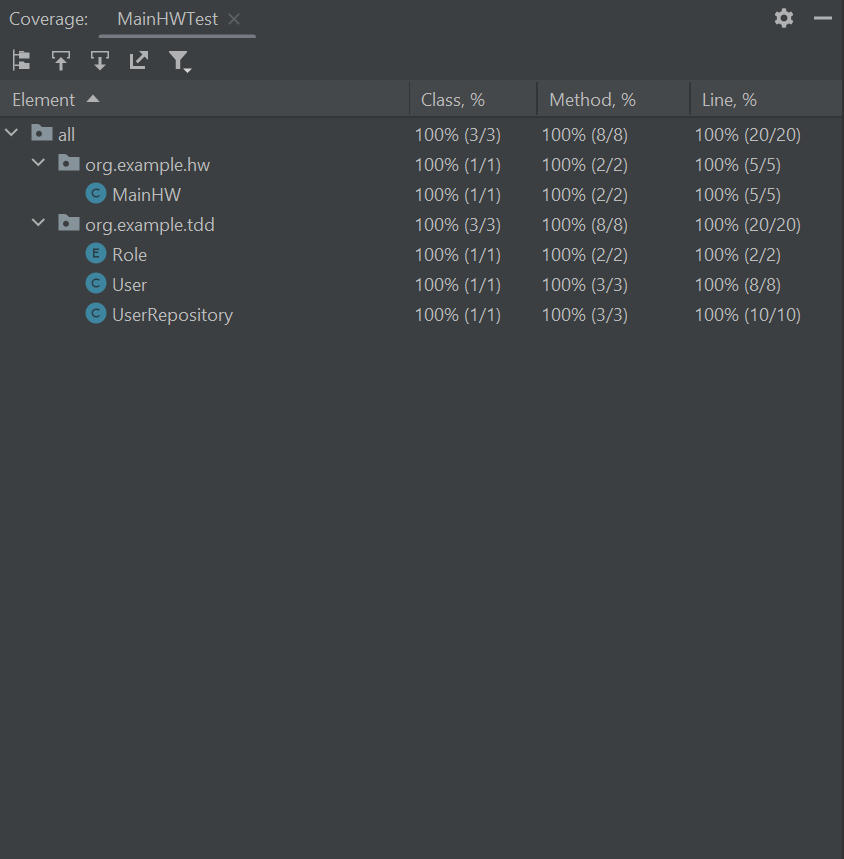 Coverage: MainHWTest
Element Class, % Method, % Line, %
all 100% (3/3) 100% (8/8) 100% (20/20)
org.example.hw 100% (1/1) 100% (2/2) 100% (5/5)
C MainHW 100% (1/1) 100% (2/2) 100% (5/5)
org.example.tdd 100% (3/3) 100% (8/8) 100% (20/20)
E Role 100% (1/1) 100% (2/2) 100% (2/2)
C User 100% (1/1) 100% (3/3) 100% (8/8)
C UserRepository 100% (1/1) 100% (3/3) 100% (10/10)